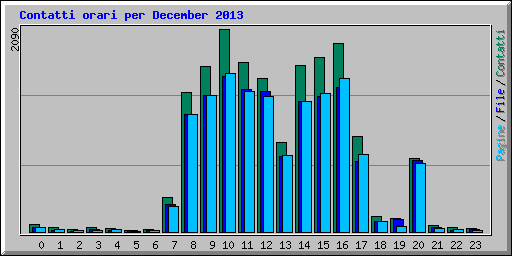 Contatti orari per December 2013
2090
Pagine/File/Contatti
0 1 2 3 4 5 6 7 8 9 10 11 12 13 14 15 16 17 18 19 20 21 22 23